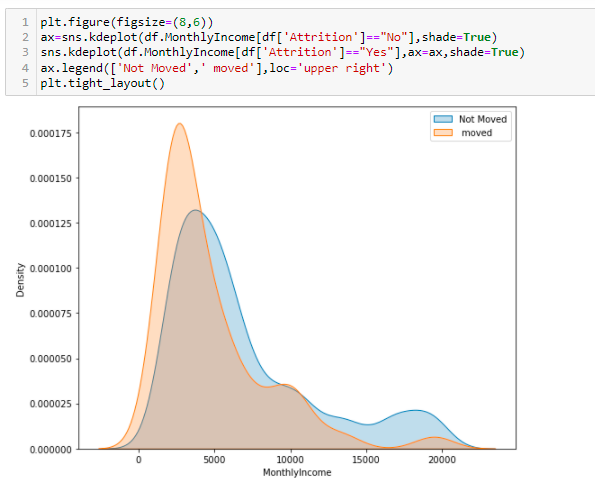 1 plt.figure(figsize=(8,6))
2 ax=sns.kdeplot(df.MonthlyIncome[df['Attrition']=="No"],shade=True)
3 sns.kdeplot(df.MonthlyIncome[df['Attrition']=="Yes"],ax=ax,shade=True)
4 ax.legend(['Not Moved',' moved'],loc='upper right')
5 plt.tight_layout()
Not Moved
moved
0.000175
0.000150
0.000125
0.000100
0.000075
0.000050
0.000025
0.000000
Density
0 5000 10000 15000 20000
MonthlyIncome